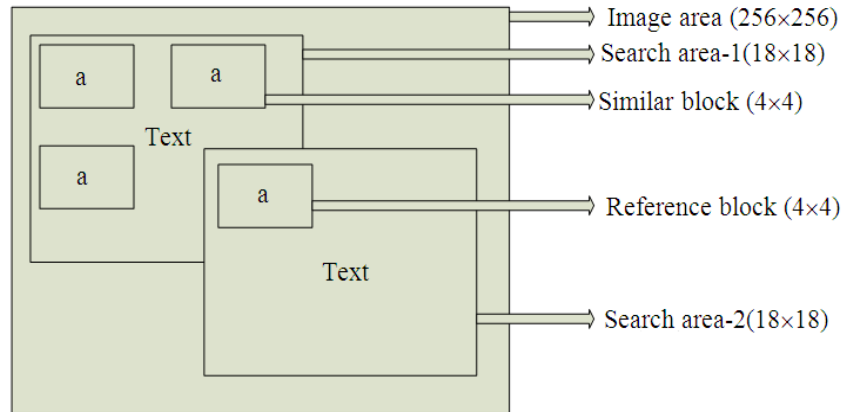 Image area (256×256)
Search area-1(18×18)
a
a
Similar block (4×4)
Text
a
a
Reference block (4×4)
Text
Search area-2(18×18)